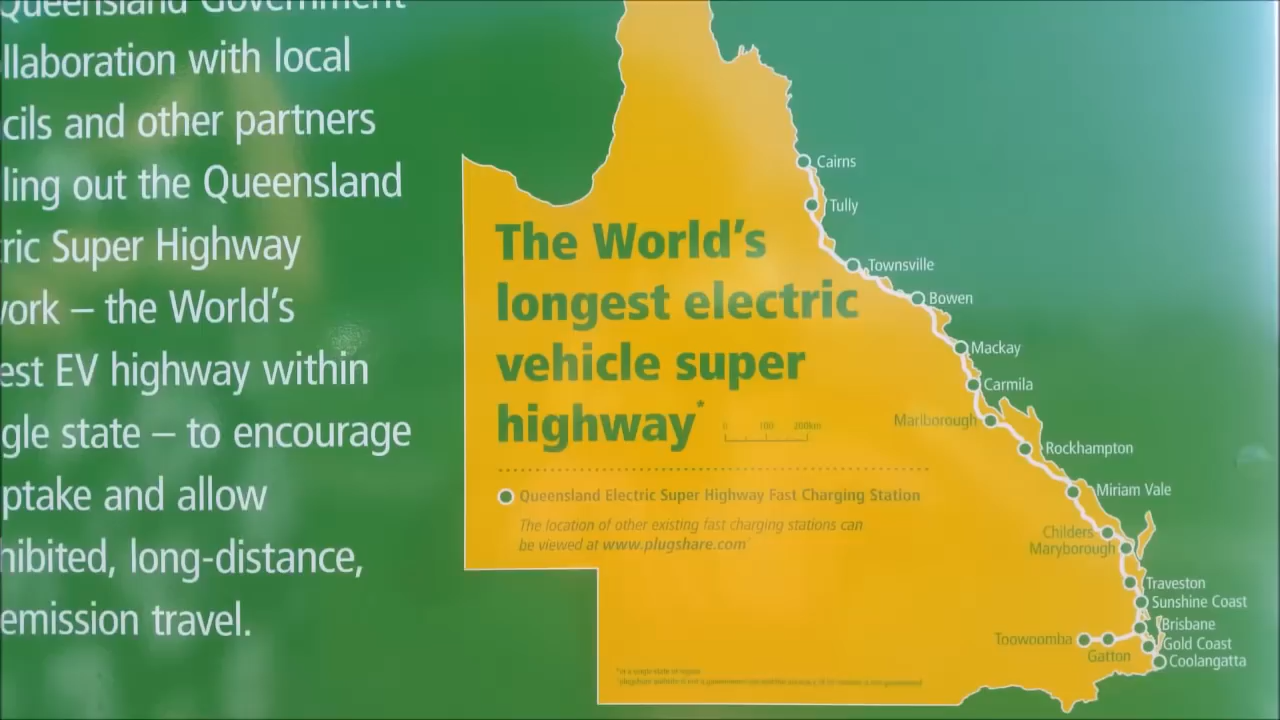 Queensland Government
llaboration with local
cils and other partners
ling out the Queensland
ric Super Highway
ork – the World's
est EV highway within
gle state – to encourage
ptake and allow
hibited, long-distance,
emission travel.
The World's
longest electric
vehicle super
highway*
0 100 200km
Queensland Electric Super Highway Fast Charging Station
The location of other existing fast charging stations can
be viewed at www.plugshare.com
Cairns
Tully
Townsville
Bowen
Mackay
Carmila
Marlborough
Rockhampton
Miriam Vale
Childers
Maryborough
Traveston
Sunshine Coast
Brisbane
Toowoomba
Gold Coast
Gatton
Coolangatta